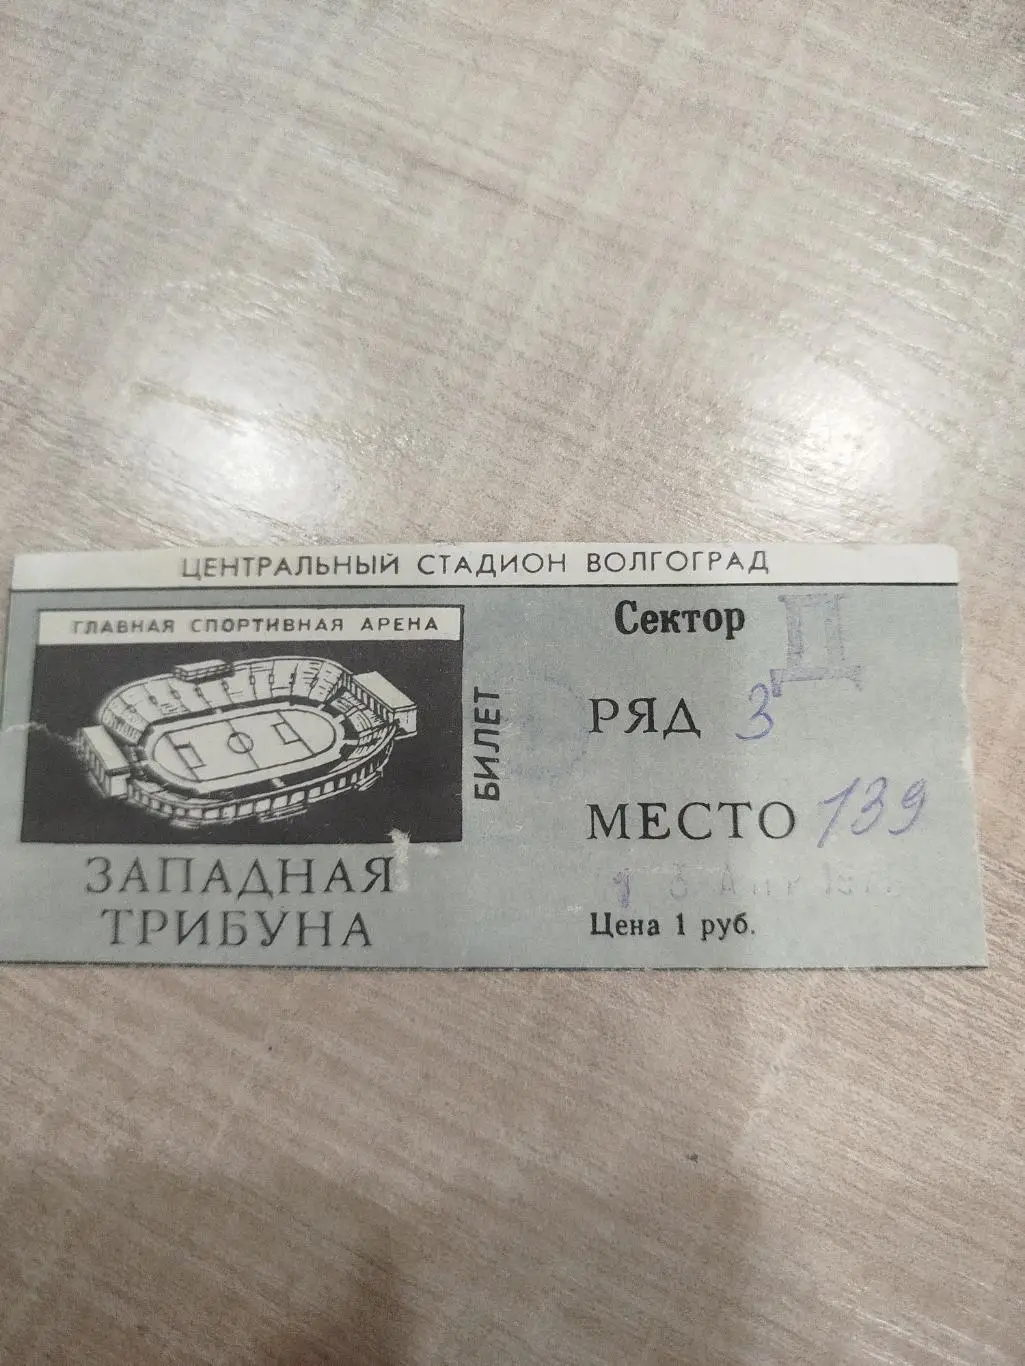 ЦЕНТРАЛЬНЫЙ СТАДИОН ВОЛГОГРАД
ГЛАВНАЯ СПОРТИВНАЯ АРЕНА
ЗАПАДНАЯ
ТРИБУНА
БИЛЕТ
Сектор Д
РЯД 3
МЕСТО 139
Цена 1 руб.